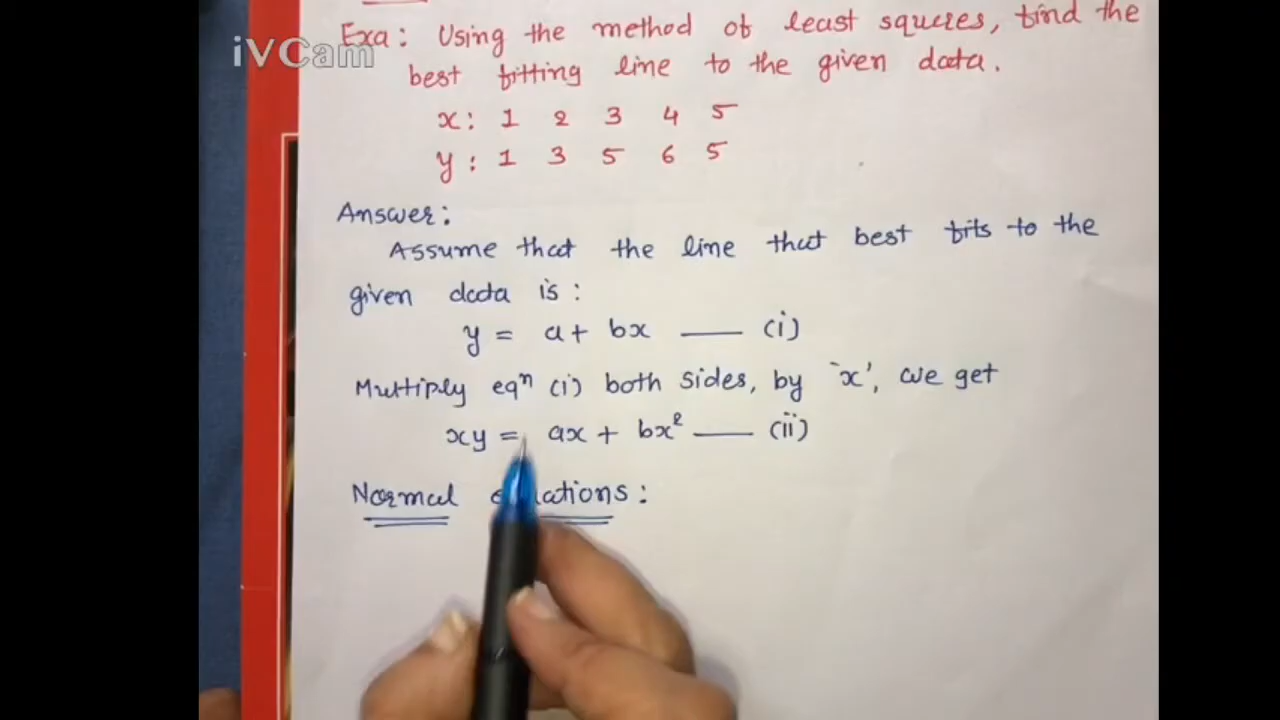 iVCam
Exa: Using the method of least squares, find the
best fitting line to the given data.
x: 1 2 3 4 5
y: 1 3 5 6 5
Answer:
Assume that the line that best fits to the
given data is:
y = a + bx —— (i)
Multiply eqⁿ (i) both sides, by 'x', we get
xy = ax + bx² —— (ii)
Normal :